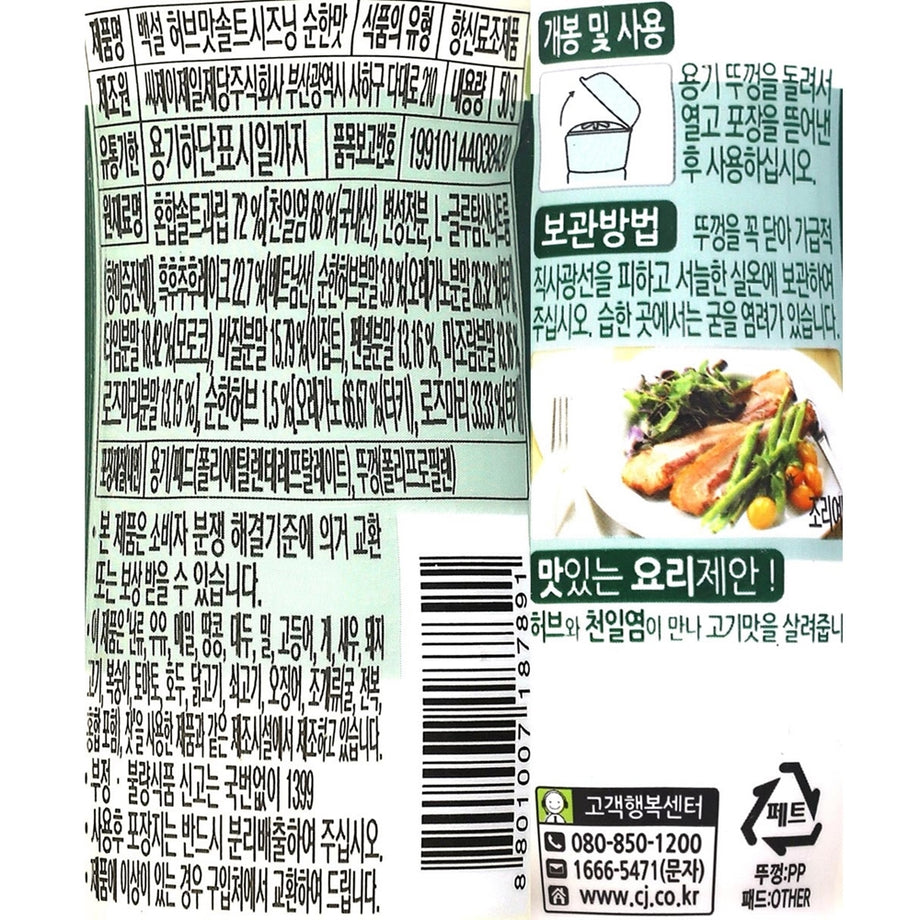 제품명 백설 허브맛솔트시즈닝 순한맛 식품의 유형 향신료조제품
제조원 씨제이제일제당주식회사 부산광역시 사하구 다대로 210 내용량 50g
유통기한 용기하단표시일까지 품목보고번호
원재료명 혼합솔트과립 72%[천일염 68%(국내산), 변성전분, L-글루탐산나트륨
(향미증진제)], 흑후추후레이크 22.7%(베트남산), 순한허브분말 3.8%[오레가노분말 26.32%(터키),
타임분말 18.42%(모로코), 바질분말 15.79%(이집트), 펜넬분말 13.16%, 마조람분말 13.16%,
로즈마리분말 13.15%], 순한허브 1.5%[오레가노 66.67%(터키), 로즈마리 33.33%(터키
포장재질(내면) 용기/패드(폴리에틸렌테레프탈레이트), 뚜껑(폴리프로필렌)
·본 제품은 소비자 분쟁 해결기준에 의거 교환
또는 보상 받을 수 있습니다.
·이 제품은 난류, 우유, 메밀, 땅콩, 대두, 밀, 고등어, 게, 새우, 돼지
고기, 복숭아, 토마토, 호두, 닭고기, 쇠고기, 오징어, 조개류(굴, 전복,
홍합 포함), 잣을 사용한 제품과 같은 제조시설에서 제조하고 있습니다.
·부정·불량식품 신고는 국번없이 1399
·사용후 포장지는 반드시 분리배출하여 주십시오.
·제품에 이상이 있는 경우 구입처에서 교환하여 드립니다.
8801007187891
개봉 및 사용
용기 뚜껑을 돌려서
열고 포장을 뜯어낸
후 사용하십시오.
보관방법 뚜껑을 꼭 닫아 가급적
직사광선을 피하고 서늘한 실온에 보관하여
주십시오. 습한 곳에서는 굳을 염려가 있습니다.
조리예
맛있는 요리제안!
허브와 천일염이 만나 고기맛을 살려줍니
고객행복센터
080-850-1200
1666-5471(문자)
www.cj.co.kr
페트
뚜껑:PP
패드:OTHER